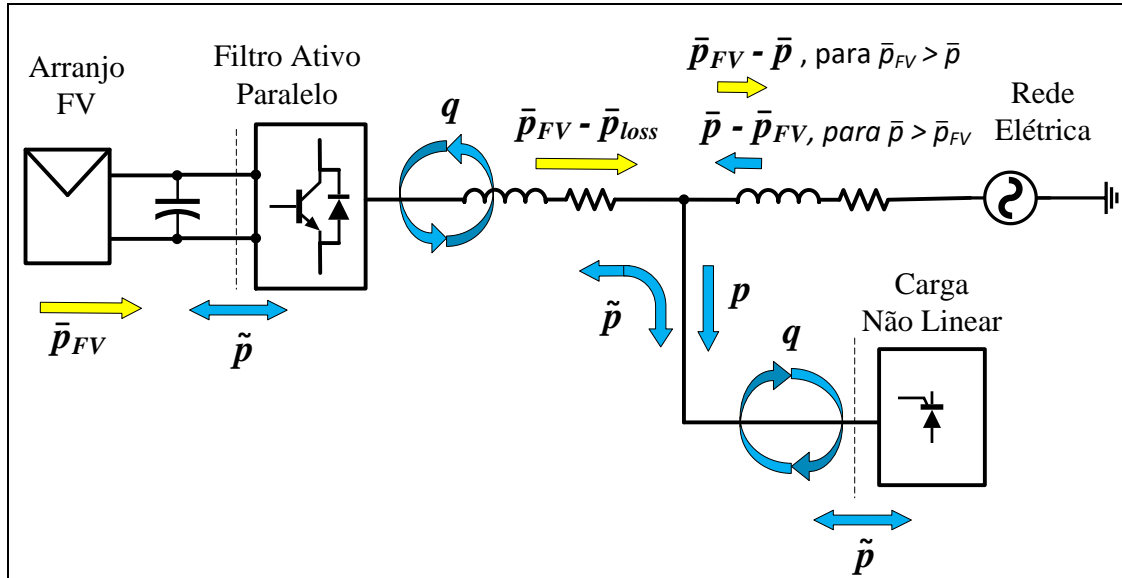 Arranjo
FV
Filtro Ativo
Paralelo
p̄FV - p̄ , para p̄FV > p̄
p̄ - p̄FV, para p̄ > p̄FV
Rede
Elétrica
q
p̄FV - p̄loss
p̄FV
p̃
p̃
p
Carga
Não Linear
q
p̃